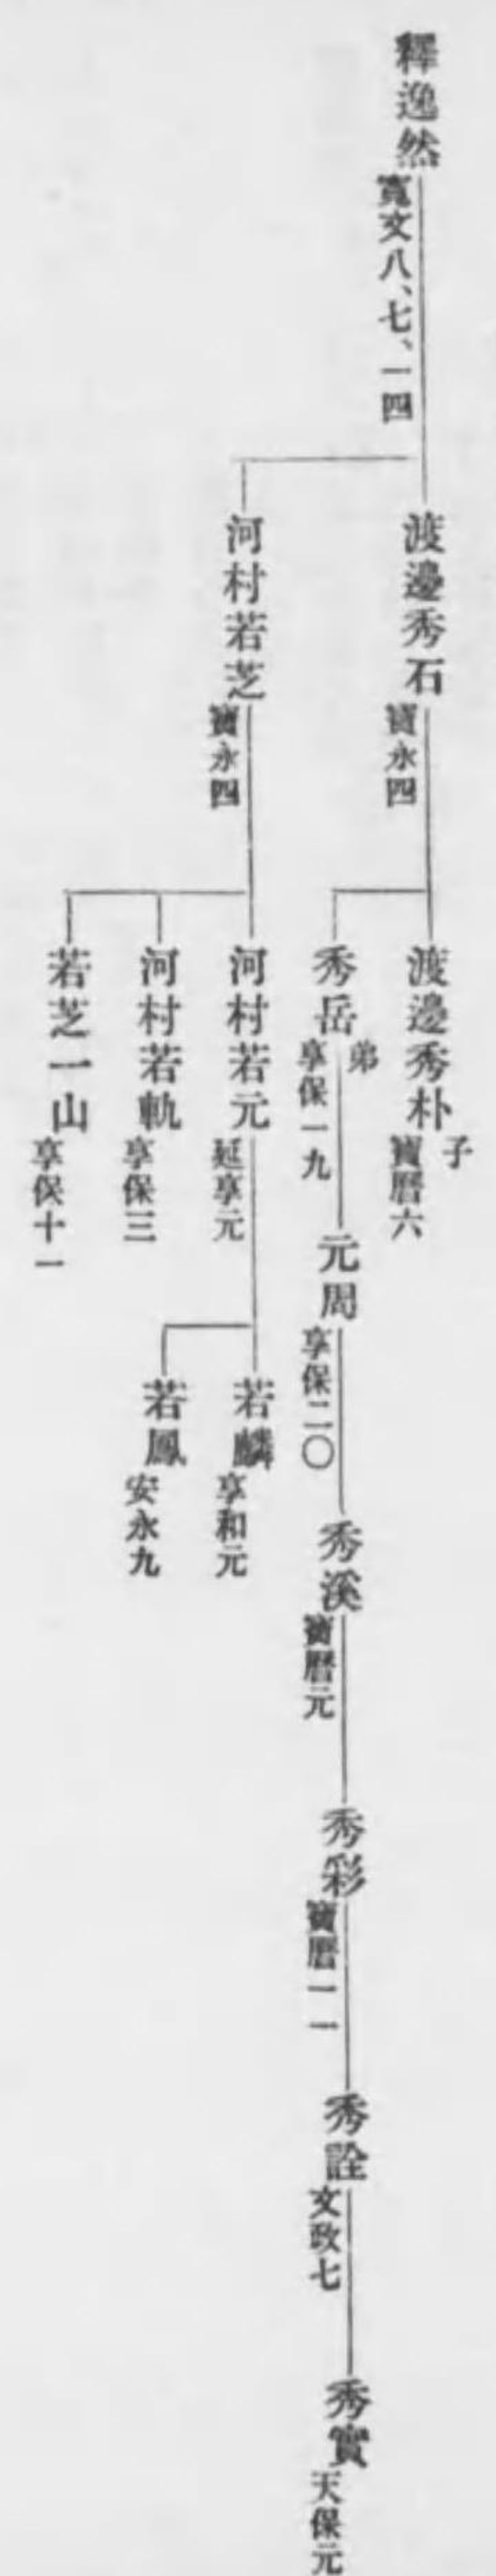 釋逸然
寛文八、七、一四
渡邊秀石
寶永四
渡邊秀朴
子
寶曆六
秀岳
弟
享保一九
元周
享保二〇
秀溪
寶曆元
秀彩
寶曆一一
秀詮
文政七
秀實
天保元
河村若芝
寶永四
河村若元
延享元
若麟
享和元
若鳳
安永九
河村若軌
享保三
若芝一山
享保十一